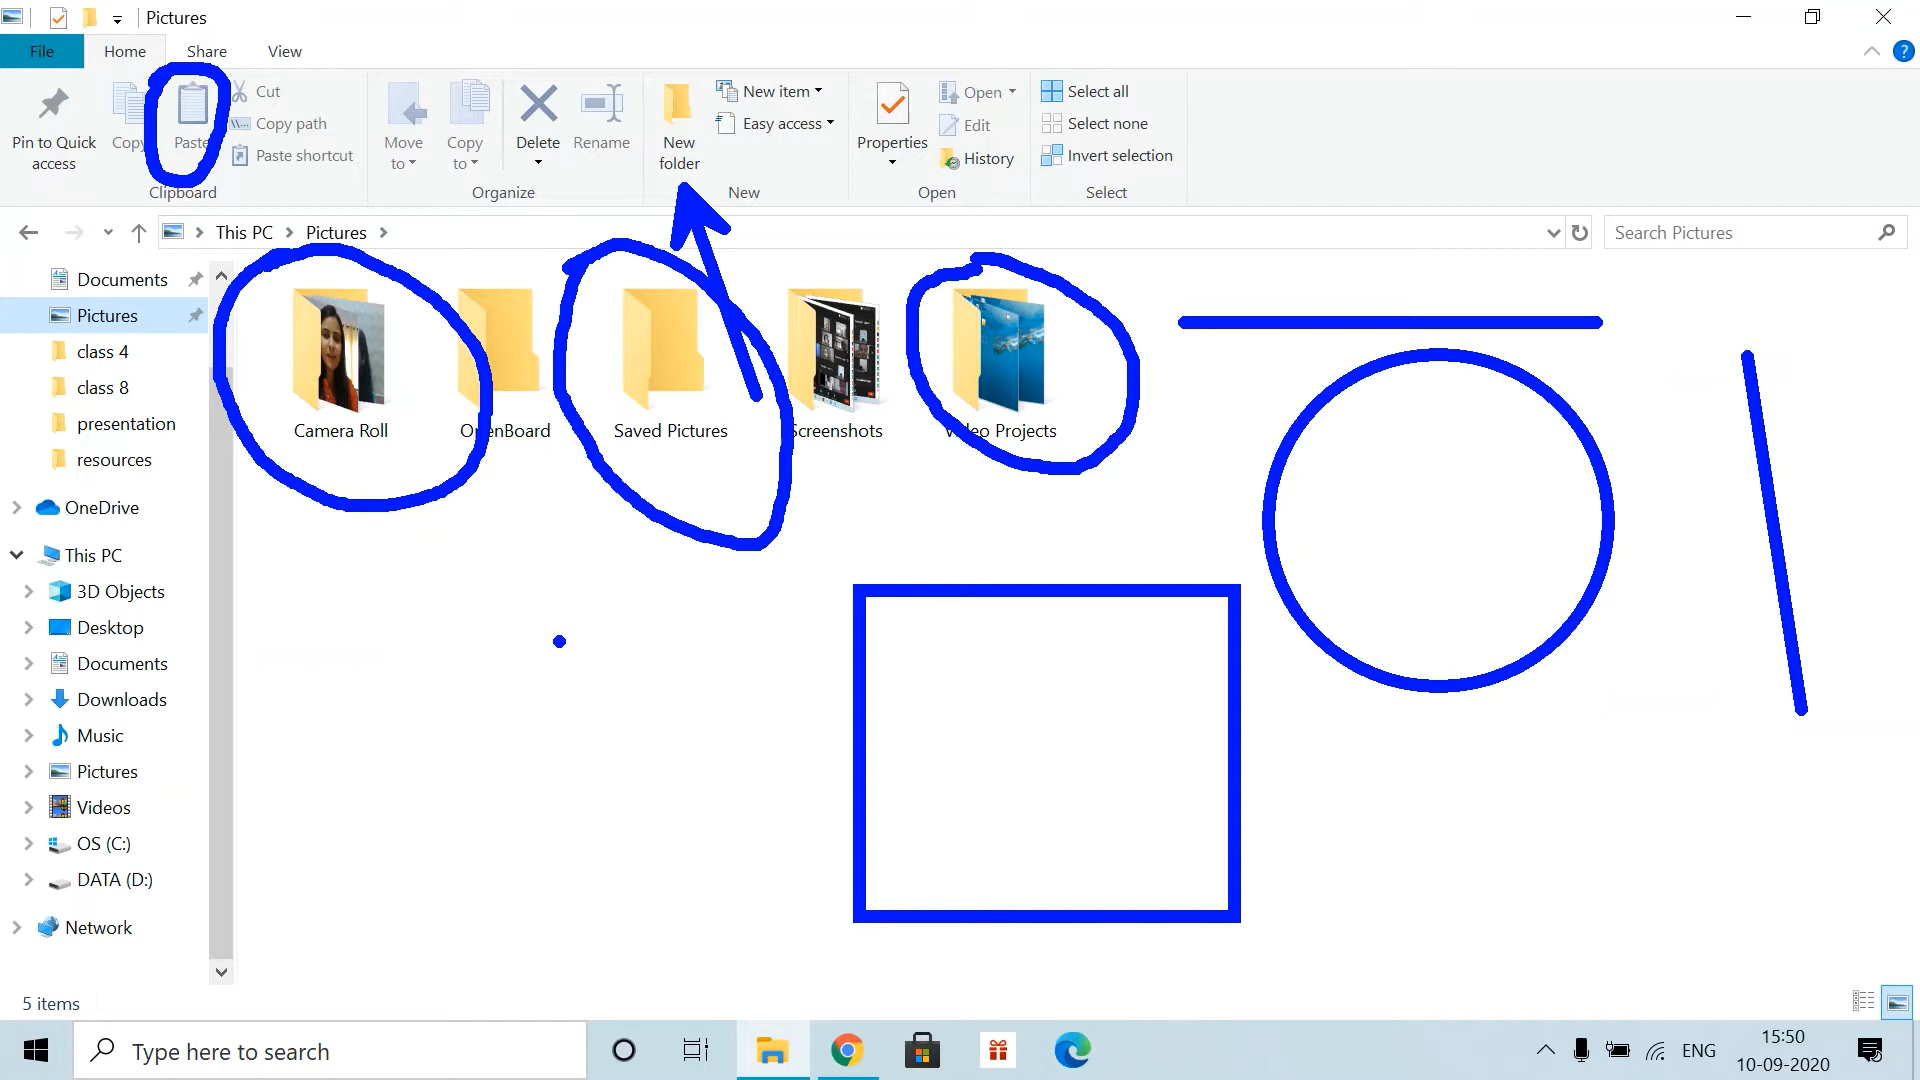 Pictures
File Home Share View
Pin to Quick access
Copy
Paste
Cut
Copy path
Paste shortcut
Clipboard
Move to
Copy to
Delete
Rename
Organize
New folder
New item
Easy access
New
Properties
Open
Edit
History
Open
Select all
Select none
Invert selection
Select
This PC Pictures
Search Pictures
Documents
Pictures
class 4
class 8
presentation
resources
OneDrive
This PC
3D Objects
Desktop
Documents
Downloads
Music
Pictures
Videos
OS (C:)
DATA (D:)
Network
Camera Roll
OpenBoard
Saved Pictures
Screenshots
Video Projects
5 items
Type here to search
ENG
15:50
10-09-2020